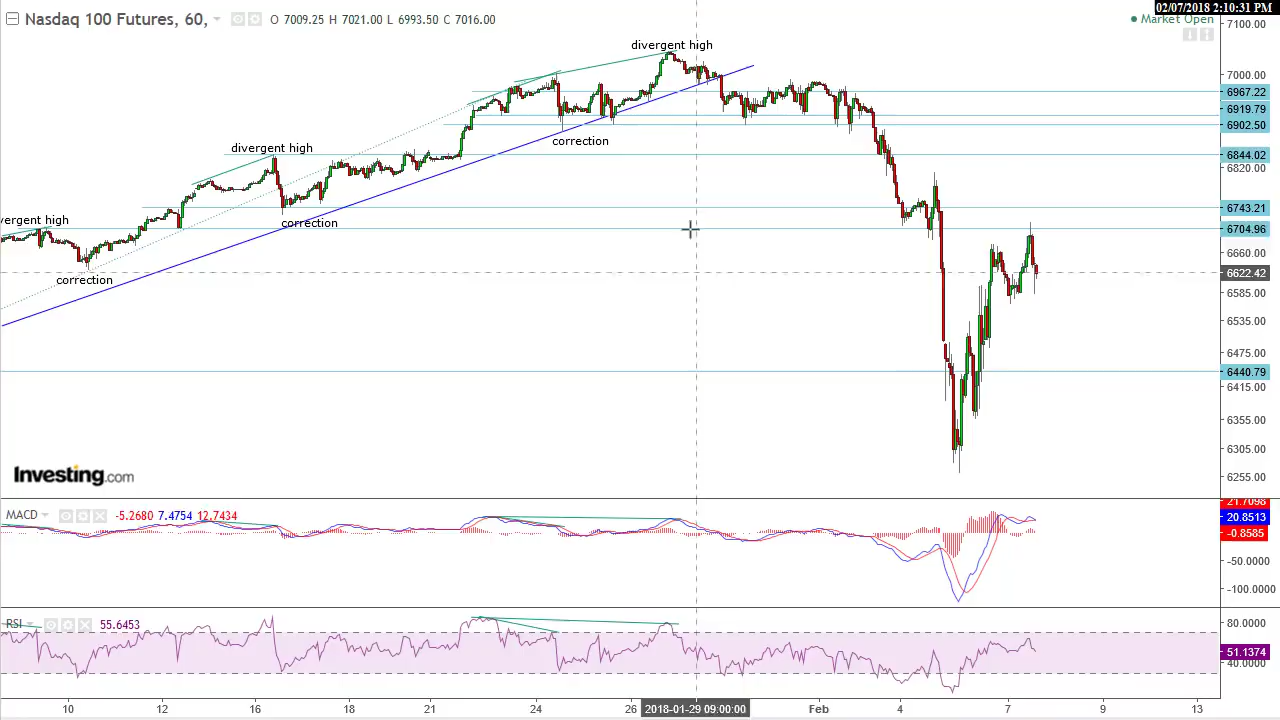 02/07/2018 2:10:31 PM
Nasdaq 100 Futures, 60, O 7009.25 H 7021.00 L 6993.50 C 7016.00
Market Open
7100.00
divergent high
7000.00
6967.22
6919.79
6902.50
correction
divergent high
6844.02
6820.00
6743.21
vergent high
correction
6704.96
6660.00
correction
6622.42
6585.00
6535.00
6475.00
6440.79
6415.00
6355.00
6305.00
Investing.com
6255.00
MACD -5.2680 7.4754 12.7434
21.7098
20.8513
-0.8585
-50.0000
-100.0000
RSI 55.6453
80.0000
51.1374
40.0000
10 12 16 18 21 24 26 2018-01-29 09:00:00 Feb 4 7 9 13